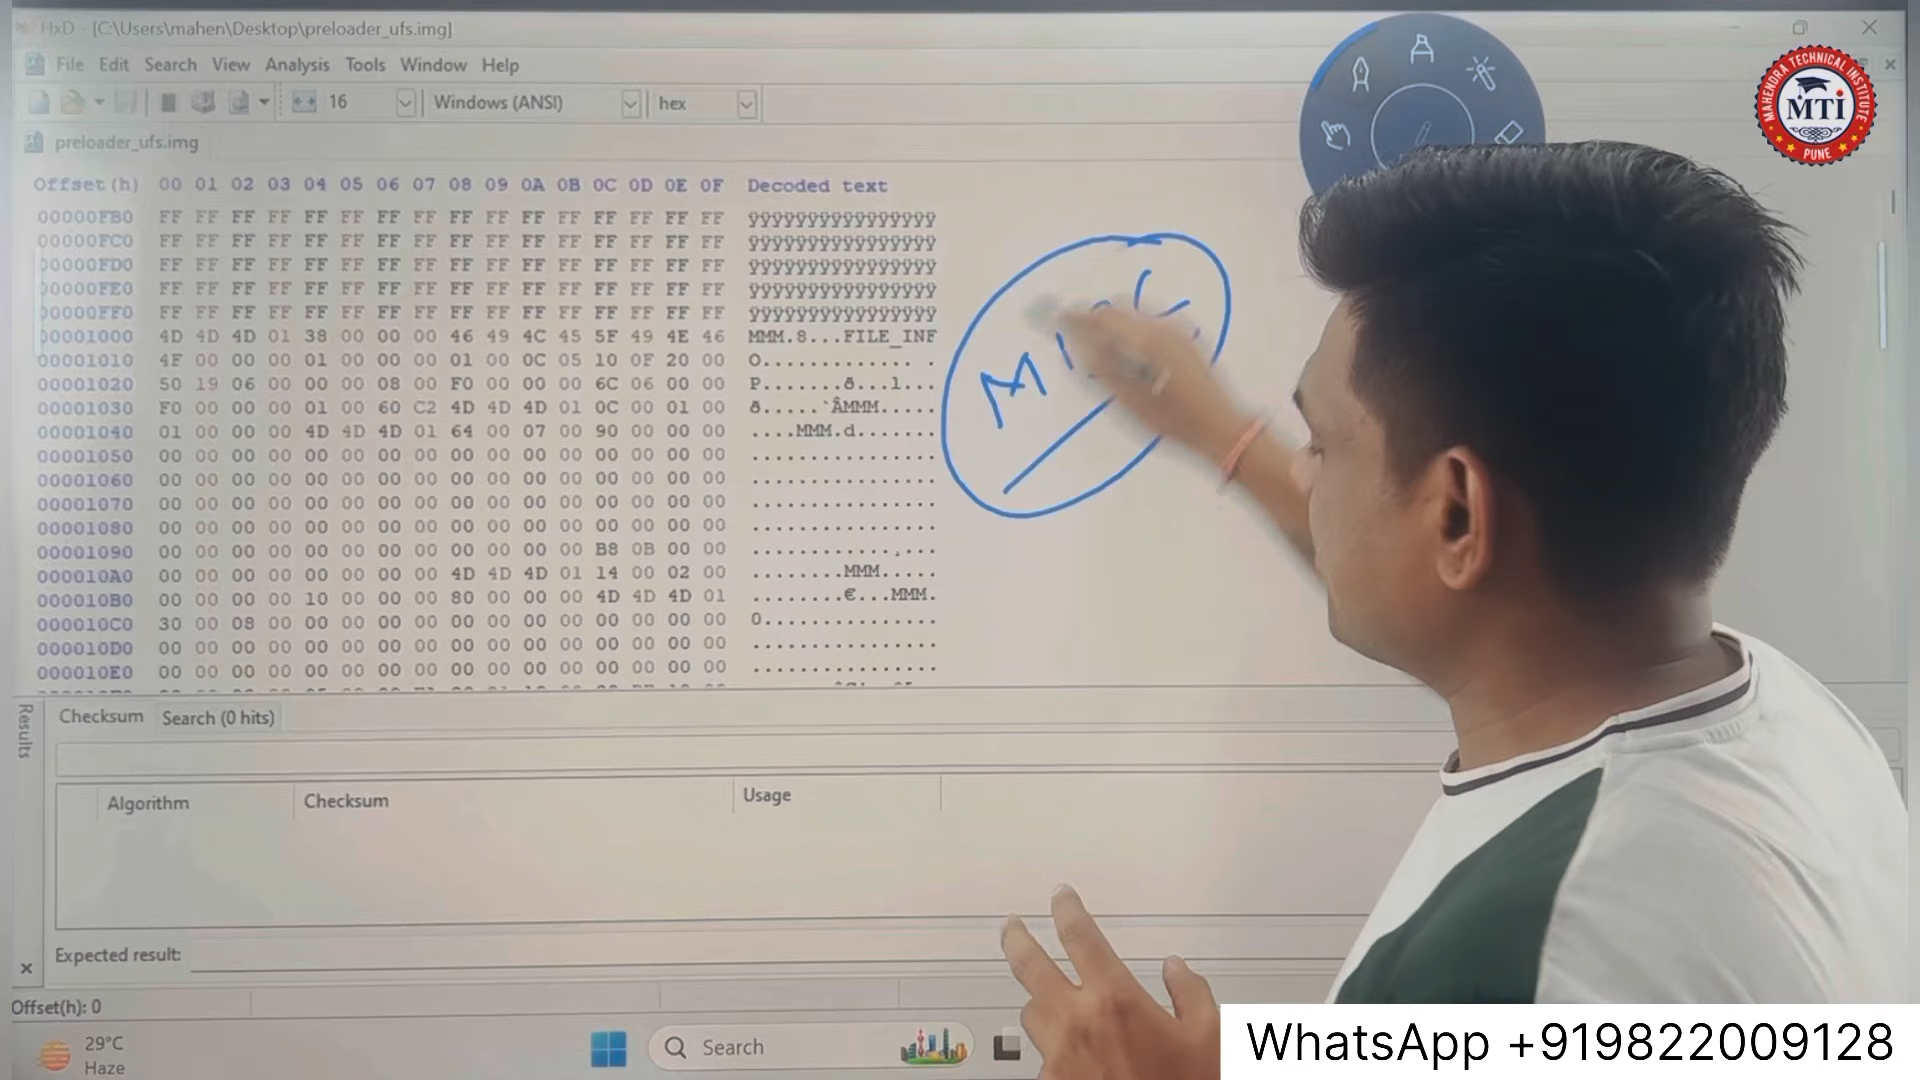 HxD - [C:\Users\mahen\Desktop\preloader_ufs.img]
File Edit Search View Analysis Tools Window Help
16 Windows (ANSI) hex
preloader_ufs.img
Offset(h) 00 01 02 03 04 05 06 07 08 09 0A 0B 0C 0D 0E 0F Decoded text
00000FB0 FF FF FF FF FF FF FF FF FF FF FF FF FF FF FF FF ÿÿÿÿÿÿÿÿÿÿÿÿÿÿÿÿ
00000FC0 FF FF FF FF FF FF FF FF FF FF FF FF FF FF FF FF ÿÿÿÿÿÿÿÿÿÿÿÿÿÿÿÿ
00000FD0 FF FF FF FF FF FF FF FF FF FF FF FF FF FF FF FF ÿÿÿÿÿÿÿÿÿÿÿÿÿÿÿÿ
00000FE0 FF FF FF FF FF FF FF FF FF FF FF FF FF FF FF FF ÿÿÿÿÿÿÿÿÿÿÿÿÿÿÿÿ
00000FF0 FF FF FF FF FF FF FF FF FF FF FF FF FF FF FF FF ÿÿÿÿÿÿÿÿÿÿÿÿÿÿÿÿ
00001000 4D 4D 4D 01 38 00 00 00 46 49 4C 45 5F 49 4E 46 MMM.8...FILE_INF
00001010 4F 00 00 00 01 00 00 00 01 00 0C 05 10 0F 20 00 O............. .
00001020 50 19 06 00 00 00 08 00 F0 00 00 00 6C 06 00 00 P.......ð...l...
00001030 F0 00 00 00 01 00 60 C2 4D 4D 4D 01 0C 00 01 00 ð.....`ÂMMM.....
00001040 01 00 00 00 4D 4D 4D 01 64 00 07 00 90 00 00 00 ....MMM.d.......
00001050 00 00 00 00 00 00 00 00 00 00 00 00 00 00 00 00 ................
00001060 00 00 00 00 00 00 00 00 00 00 00 00 00 00 00 00 ................
00001070 00 00 00 00 00 00 00 00 00 00 00 00 00 00 00 00 ................
00001080 00 00 00 00 00 00 00 00 00 00 00 00 00 00 00 00 ................
00001090 00 00 00 00 00 00 00 00 00 00 00 00 B8 0B 00 00 ............¸...
000010A0 00 00 00 00 00 00 00 00 4D 4D 4D 01 14 00 02 00 ........MMM.....
000010B0 00 00 00 00 10 00 00 00 80 00 00 00 4D 4D 4D 01 ........€...MMM.
000010C0 30 00 08 00 00 00 00 00 00 00 00 00 00 00 00 00 0...............
000010D0 00 00 00 00 00 00 00 00 00 00 00 00 00 00 00 00 ................
000010E0 00 00 00 00 00 00 00 00 00 00 00 00 00 00 00 00 ................
Results
Checksum Search (0 hits)
Algorithm Checksum Usage
Expected result:
Offset(h): 0
29°C
Haze
Search
MAHENDRA TECHNICAL INSTITUTE
MTI
PUNE
WhatsApp +919822009128